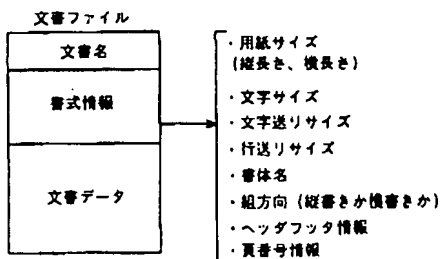 文書ファイル
文書名
書式情報
文書データ
・用紙サイズ
(縦長さ、横長さ)
・文字サイズ
・文字送りサイズ
・行送りサイズ
・書体名
・組方向 (縦書きか横書きか)
・ヘッダフッタ情報
・頁番号情報